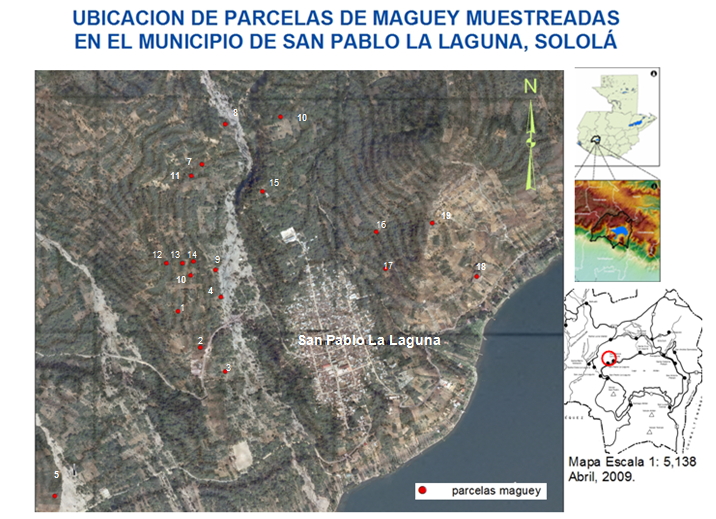 UBICACION DE PARCELAS DE MAGUEY MUESTREADAS
EN EL MUNICIPIO DE SAN PABLO LA LAGUNA, SOLOLÁ
N
8
10
7
11
15
19
16
12 13 14
9
17
18
10
4
1
2
San Pablo La Laguna
3
5
parcelas maguey
Mapa Escala 1: 5,138
Abril, 2009.